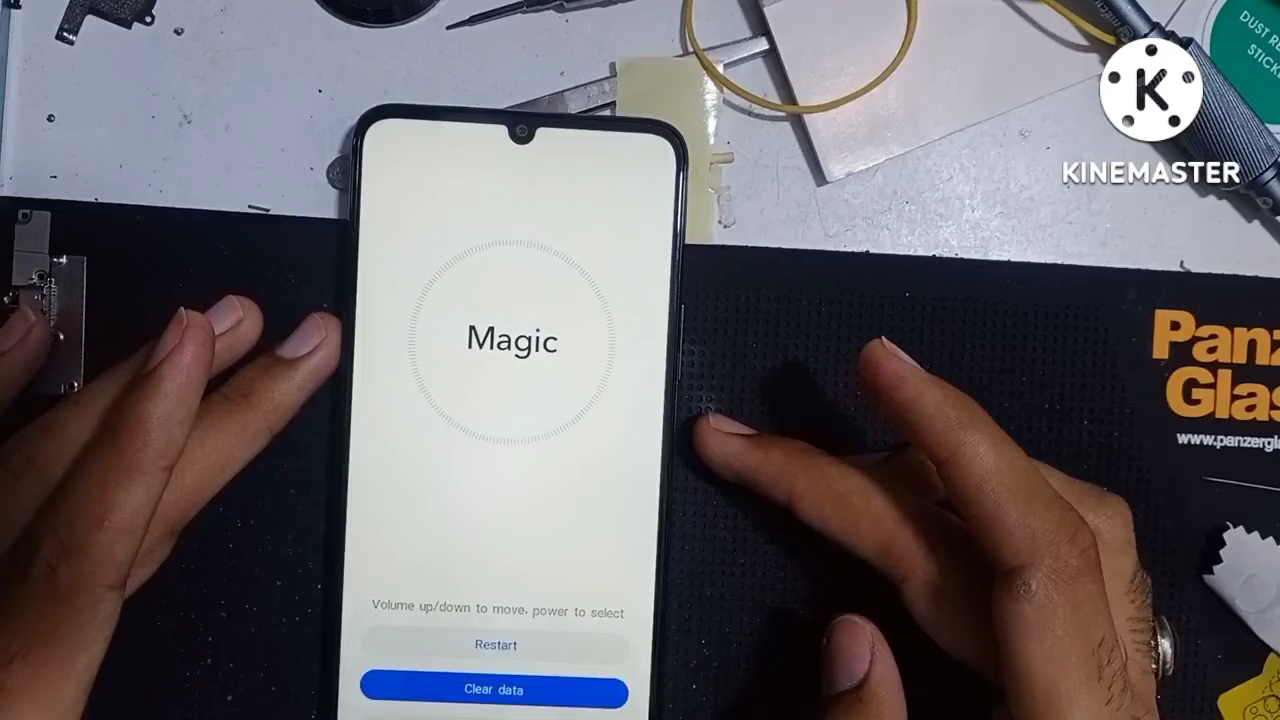 DUST
STICK
K
KINEMASTER
Magic
Panz
Glas
www.panzergla
Volume up/down to move, power to select
Restart
Clear data